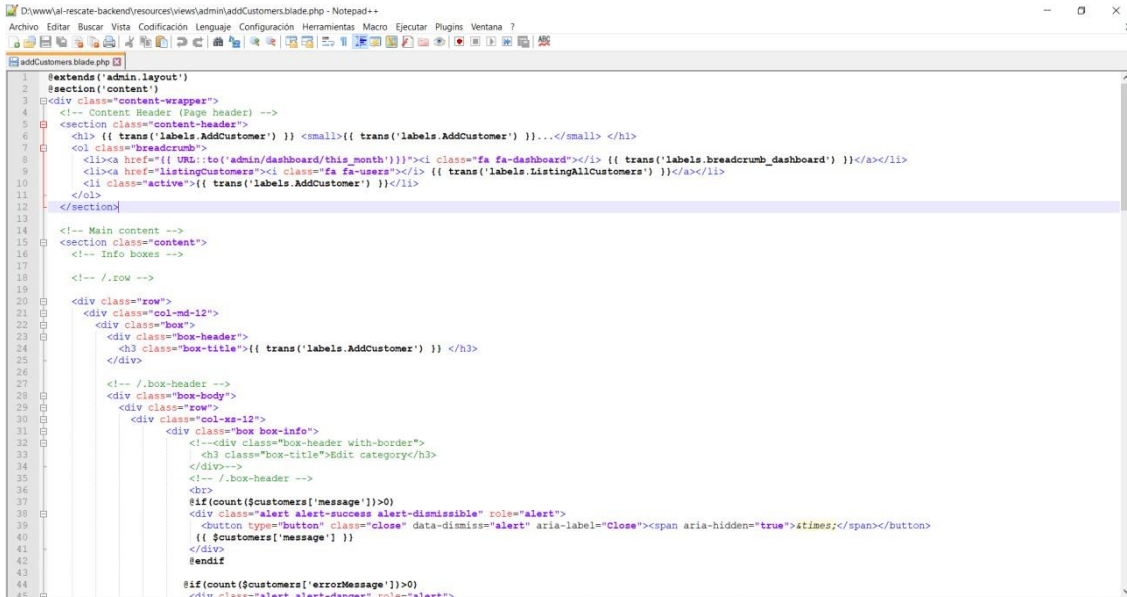 D:\www\al-rescate-backend\resources\views\admin\addCustomers.blade.php - Notepad++
Archivo Editar Buscar Vista Codificación Lenguaje Configuración Herramientas Macro Ejecutar Plugins Ventana ?
addCustomers.blade.php
1 @extends('admin.layout')
2 @section('content')
3 <div class="content-wrapper">
4 <!-- Content Header (Page header) -->
5 <section class="content-header">
6 <h1> {{ trans('labels.AddCustomer') }} <small>{{ trans('labels.AddCustomer') }}...</small> </h1>
7 <ol class="breadcrumb">
8 <li><a href="{{ URL::to('admin/dashboard/this_month')}}"><i class="fa fa-dashboard"></i> {{ trans('labels.breadcrumb_dashboard') }}</a></li>
9 <li><a href="listingCustomers"><i class="fa fa-users"></i> {{ trans('labels.ListingAllCustomers') }}</a></li>
10 <li class="active">{{ trans('labels.AddCustomer') }}</li>
11 </ol>
12 </section>
13
14 <!-- Main content -->
15 <section class="content">
16 <!-- Info boxes -->
17
18 <!-- /.row -->
19
20 <div class="row">
21 <div class="col-md-12">
22 <div class="box">
23 <div class="box-header">
24 <h3 class="box-title">{{ trans('labels.AddCustomer') }} </h3>
25 </div>
26
27 <!-- /.box-header -->
28 <div class="box-body">
29 <div class="row">
30 <div class="col-xs-12">
31 <div class="box box-info">
32 <!--<div class="box-header with-border">
33 <h3 class="box-title">Edit category</h3>
34 </div>-->
35 <!-- /.box-header -->
36 <br>
37 @if(count($customers['message'])>0)
38 <div class="alert alert-success alert-dismissible" role="alert">
39 <button type="button" class="close" data-dismiss="alert" aria-label="Close"><span aria-hidden="true">&times;</span></button>
40 {{ $customers['message'] }}
41 </div>
42 @endif
43
44 @if(count($customers['errorMessage'])>0)
45 <div class="alert alert-danger" role="alert">